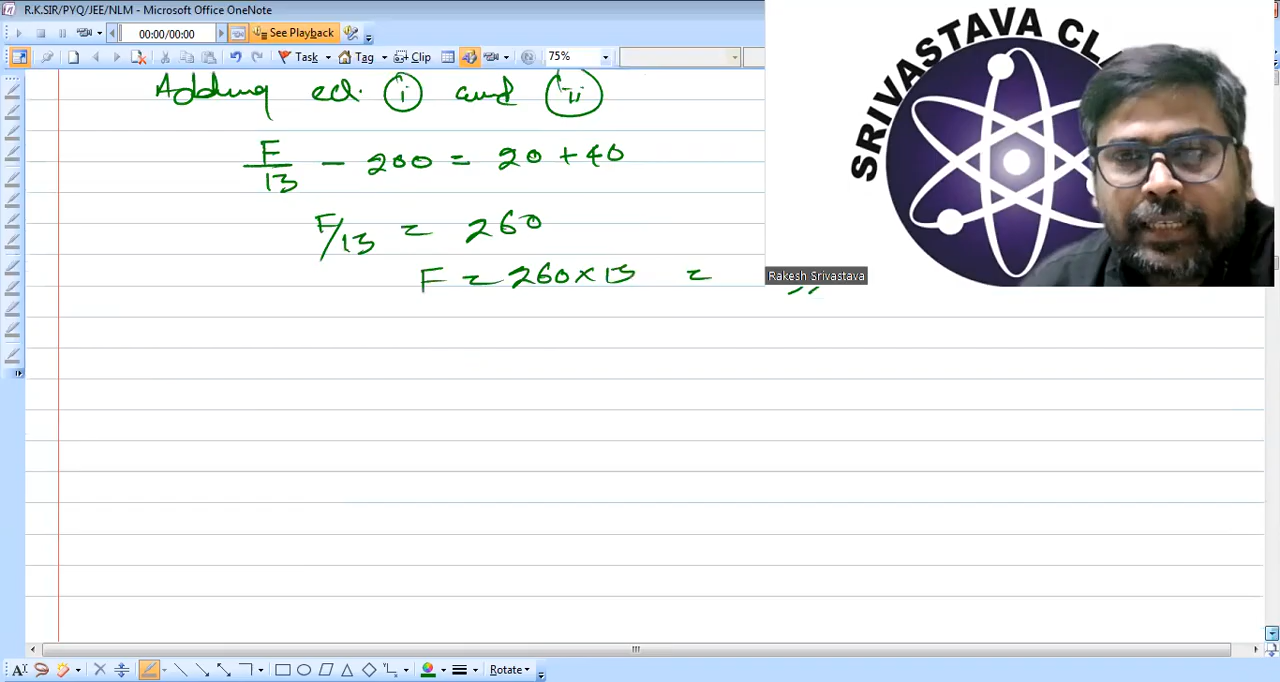 R.K.SIR/PYQ/JEE/NLM - Microsoft Office OneNote
00:00/00:00 See Playback
Task Tag Clip 75%
SRIVASTAVA CL
Adding eq. (i) and (ii)
F/13 - 200 = 20 + 40
F/13 = 260
F = 260 × 13 =
Rakesh Srivastava
A Rotate